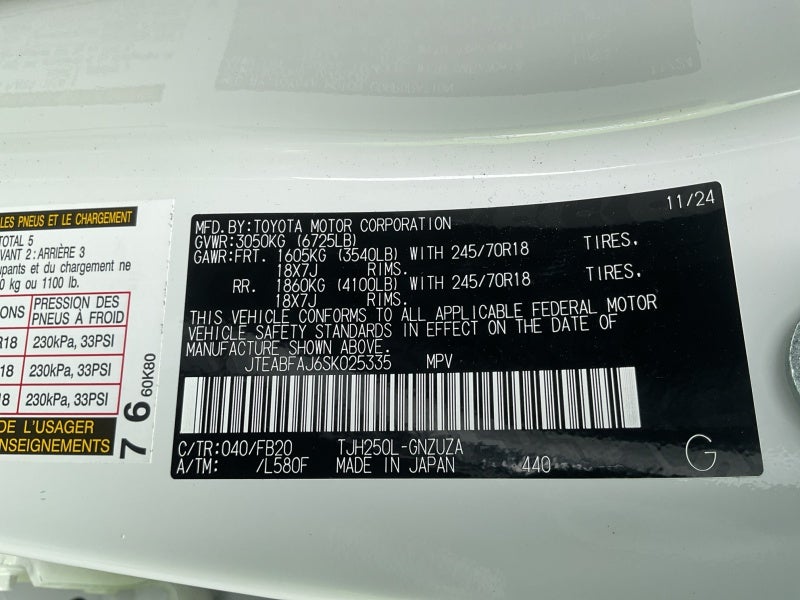 LES PNEUS ET LE CHARGEMENT
TOTAL 5
VANT 2: ARRIÈRE 3
upants et du chargement ne
0 kg ou 1100 lb.
ONS PRESSION DES PNEUS À FROID
R18 230kPa, 33PSI
18 230kPa, 33PSI
18 230kPa, 33PSI
DE L'USAGER
ENSEIGNEMENTS
7 6 60K80
11/24
MFD.BY:TOYOTA MOTOR CORPORATION
GVWR:3050KG (6725LB)
GAWR:FRT. 1605KG (3540LB) WITH 245/70R18 TIRES.
18X7J RIMS.
RR. 1860KG (4100LB) WITH 245/70R18 TIRES.
18X7J RIMS.
THIS VEHICLE CONFORMS TO ALL APPLICABLE FEDERAL MOTOR
VEHICLE SAFETY STANDARDS IN EFFECT ON THE DATE OF
MANUFACTURE SHOWN ABOVE.
JTEABFAJ6SK025335 MPV
C/TR:040/FB20 TJH250L-GNZUZA
A/TM: /L580F MADE IN JAPAN 440
G